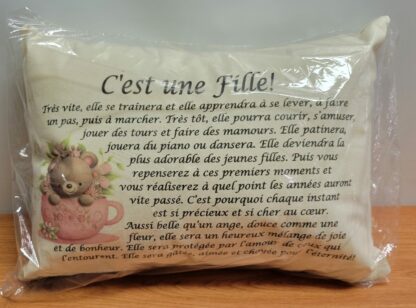 C'est une Fille!
Très vite, elle se trainera et elle apprendra à se lever, à faire
un pas, puis à marcher. Très tôt, elle pourra courir, s'amuser,
jouer des tours et faire des mamours. Elle patinera,
jouera du piano ou dansera. Elle deviendra la
plus adorable des jeunes filles. Puis vous
repenserez à ces premiers moments et
vous réaliserez à quel point les années auront
vite passé. C'est pourquoi chaque instant
est si précieux et si cher au cœur.
Aussi belle qu'un ange, douce comme une
fleur, elle sera un heureux mélange de joie
et de bonheur. Elle sera protégée par l'amour de ceux qui
l'entourent. Elle sera gâtée, aimée et choyée pour l'éternité!